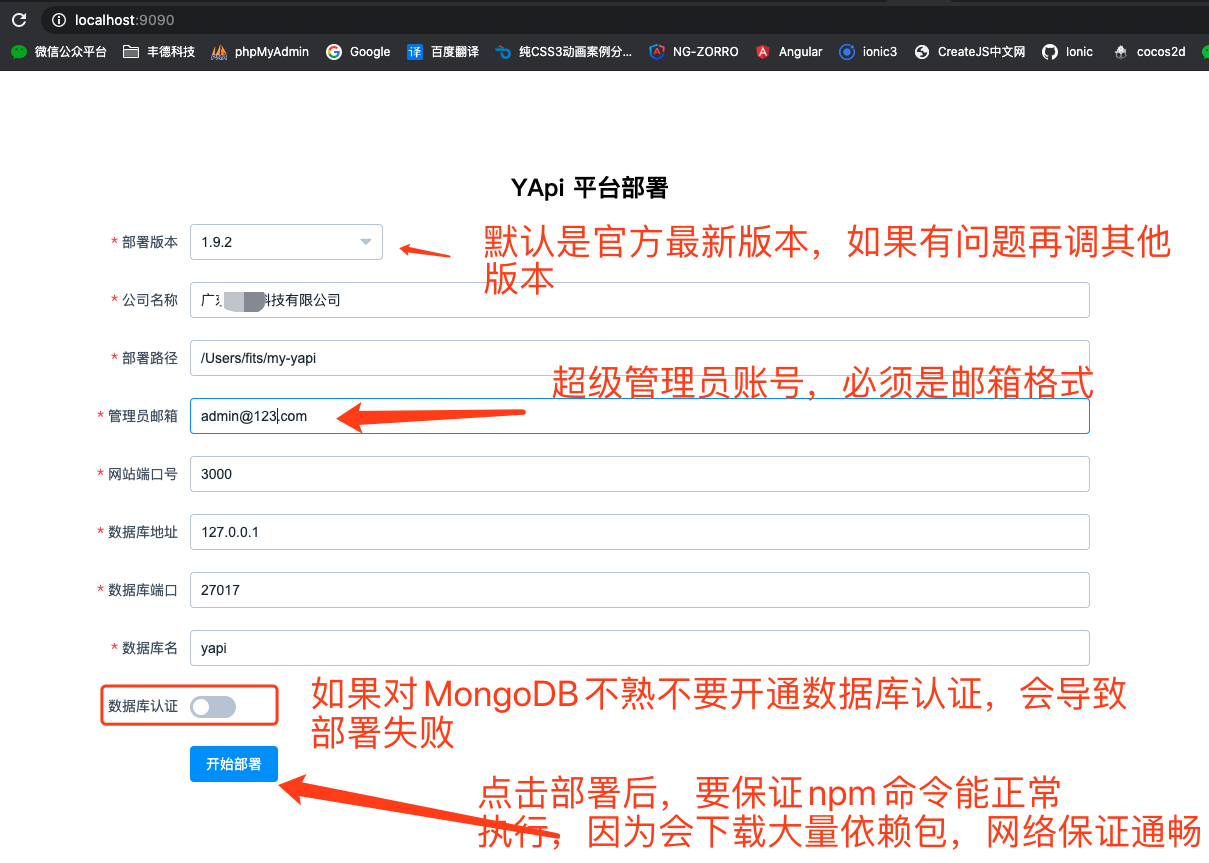 localhost:9090
微信公众平台 丰德科技 phpMyAdmin Google 译 百度翻译 纯CSS3动画案例分... NG-ZORRO Angular ionic3 CreateJS中文网 Ionic cocos2d
YApi 平台部署
* 部署版本 1.9.2
默认是官方最新版本，如果有问题再调其他
版本
* 公司名称 广 科技有限公司
* 部署路径 /Users/fits/my-yapi
超级管理员账号，必须是邮箱格式
* 管理员邮箱 admin@123.com
* 网站端口号 3000
* 数据库地址 127.0.0.1
* 数据库端口 27017
* 数据库名 yapi
如果对MongoDB不熟不要开通数据库认证，会导致
数据库认证
部署失败
开始部署
点击部署后，要保证npm命令能正常
执行，因为会下载大量依赖包，网络保证通畅